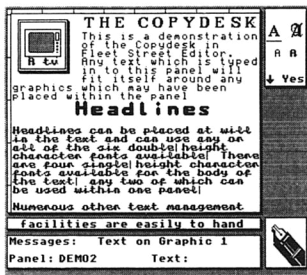 THE COPYDESK
This is a demonstration
of the Copydesk in
Fleet Street Editor.
Any text which is typed
in to this panel will
fit itself around any
graphics which may have been
placed within the panel
A tv
Headlines
Headlines can be placed at will
in the text and can use any or
all of the six double height
character fonts available There
are four single height character
fonts available for the body of
the text any two of which can
be used within one panel
Numerous other text management
facilities are easily to hand
Messages: Text on Graphic 1
Panel: DEMO2 Text:
A A
A A
Yes